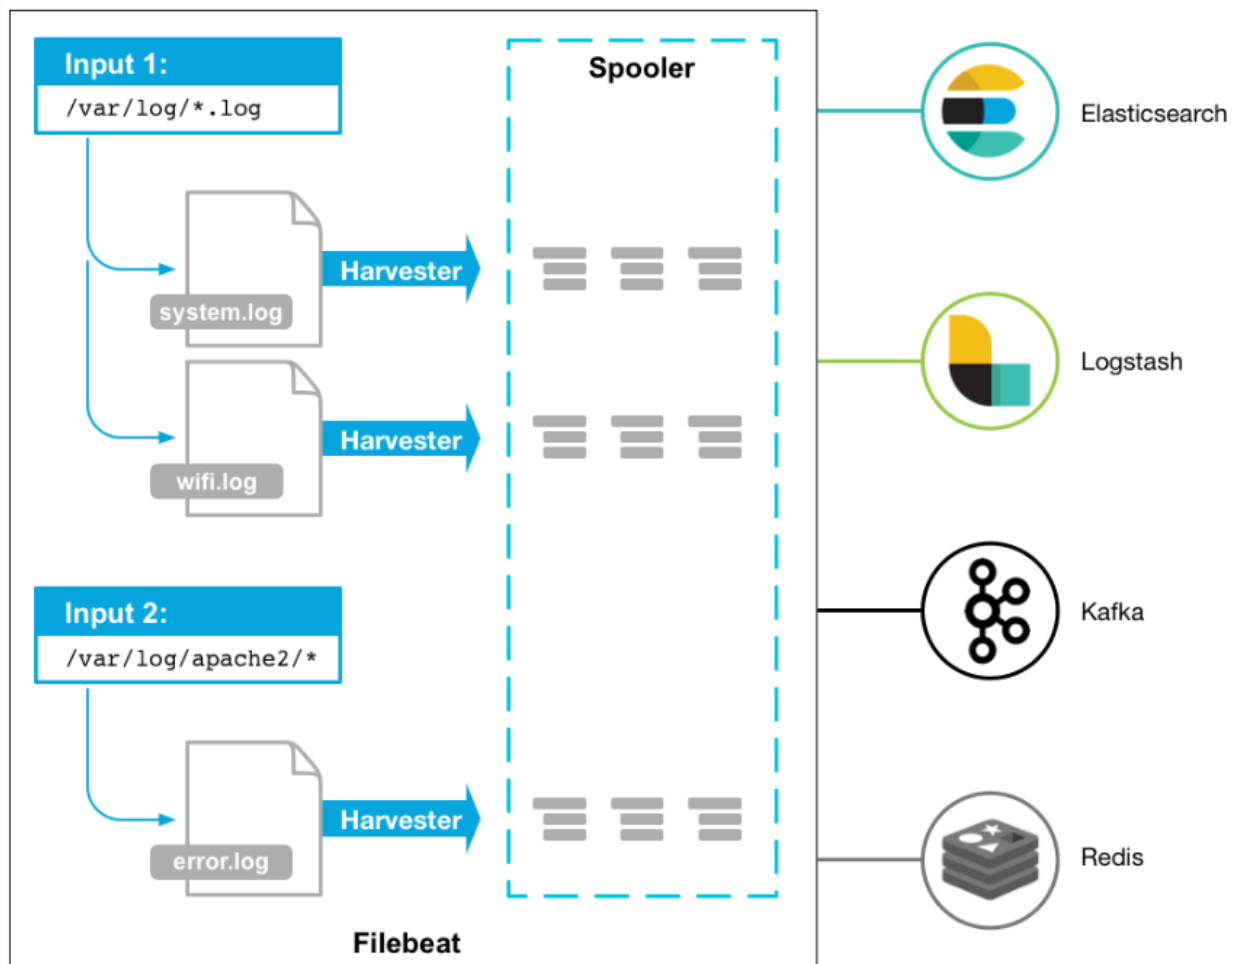 Input 1:
/var/log/*.log
system.log
Harvester
wifi.log
Harvester
Input 2:
/var/log/apache2/*
error.log
Harvester
Spooler
Filebeat
Elasticsearch
Logstash
Kafka
Redis